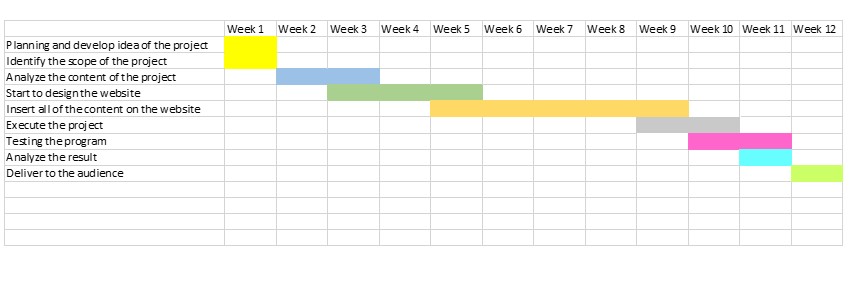 Week 1 Week 2 Week 3 Week 4 Week 5 Week 6 Week 7 Week 8 Week 9 Week 10 Week 11 Week 12
Planning and develop idea of the project
Identify the scope of the project
Analyze the content of the project
Start to design the website
Insert all of the content on the website
Execute the project
Testing the program
Analyze the result
Deliver to the audience